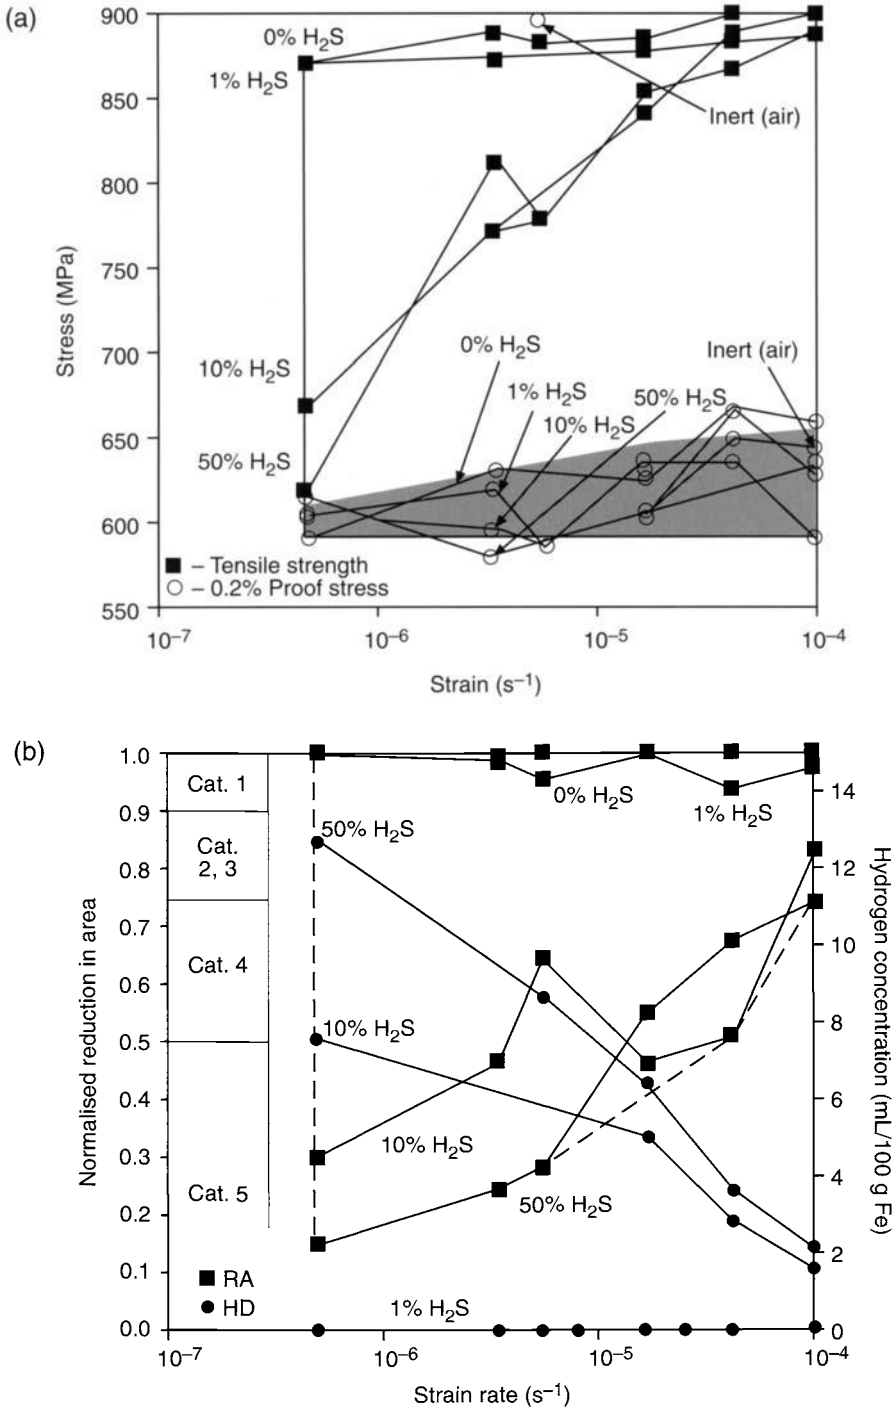 (a)
900
850
800
750
700
650
600
550
Stress (MPa)
0% H₂S
1% H₂S
10% H₂S
50% H₂S
Inert (air)
Inert (air)
0% H₂S
1% H₂S
10% H₂S
50% H₂S
■ – Tensile strength
○ – 0.2% Proof stress
10⁻⁷
10⁻⁶
10⁻⁵
10⁻⁴
Strain (s⁻¹)
(b)
1.0
0.9
0.8
0.7
0.6
0.5
0.4
0.3
0.2
0.1
0.0
Normalised reduction in area
Cat. 1
Cat.
2, 3
Cat. 4
Cat. 5
50% H₂S
10% H₂S
0% H₂S
1% H₂S
10% H₂S
50% H₂S
1% H₂S
■ RA
● HD
14
12
10
8
6
4
2
0
Hydrogen concentration (mL/100 g Fe)
10⁻⁷
10⁻⁶
10⁻⁵
10⁻⁴
Strain rate (s⁻¹)